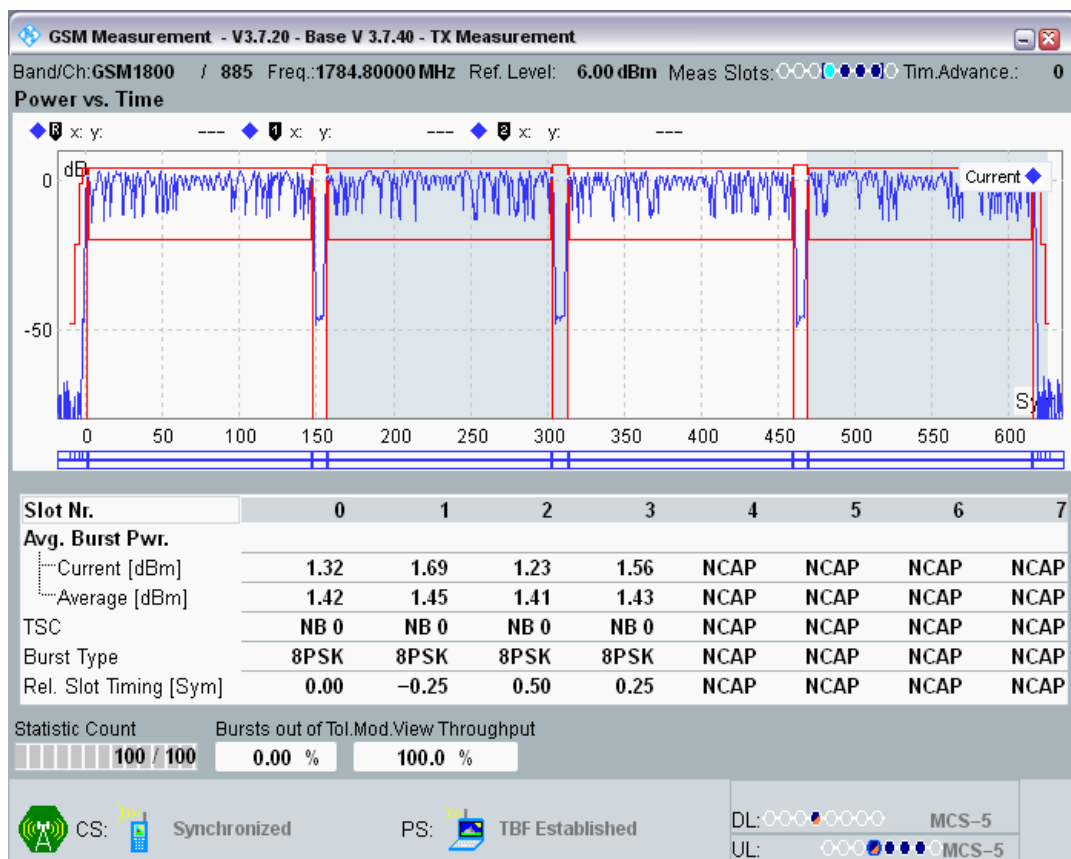 GSM Measurement - V3.7.20 - Base V 3.7.40 - TX Measurement
Band/Ch:GSM1800 / 885 Freq.:1784.80000 MHz Ref. Level: 6.00 dBm Meas Slots: Tim.Advance.: 0
Power vs. Time
R x: y: --- 1 x: y: --- 2 x: y: ---
dB
Current
0
-50
0 50 100 150 200 250 300 350 400 450 500 550 600
Slot Nr. 0 1 2 3 4 5 6 7
Avg. Burst Pwr.
Current [dBm] 1.32 1.69 1.23 1.56 NCAP NCAP NCAP NCAP
Average [dBm] 1.42 1.45 1.41 1.43 NCAP NCAP NCAP NCAP
TSC NB 0 NB 0 NB 0 NB 0 NCAP NCAP NCAP NCAP
Burst Type 8PSK 8PSK 8PSK 8PSK NCAP NCAP NCAP NCAP
Rel. Slot Timing [Sym] 0.00 −0.25 0.50 0.25 NCAP NCAP NCAP NCAP
Statistic Count Bursts out of Tol. Mod.View Throughput
100 / 100 0.00 % 100.0 %
CS: Synchronized PS: TBF Established
DL: MCS−5
UL: MCS−5